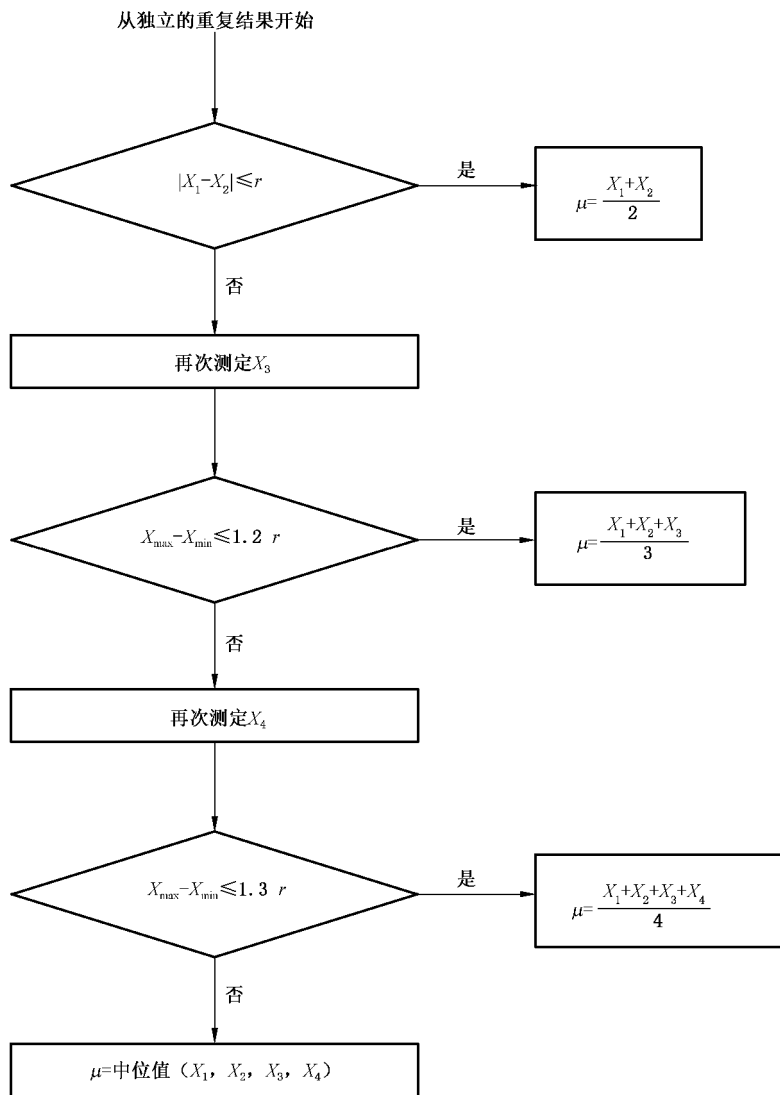 从独立的重复结果开始
|X₁-X₂|≤r
是
μ=(X₁+X₂)/2
否
再次测定X₃
Xmax-Xmin≤1.2 r
是
μ=(X₁+X₂+X₃)/3
否
再次测定X₄
Xmax-Xmin≤1.3 r
是
μ=(X₁+X₂+X₃+X₄)/4
否
μ=中位值（X₁，X₂，X₃，X₄）